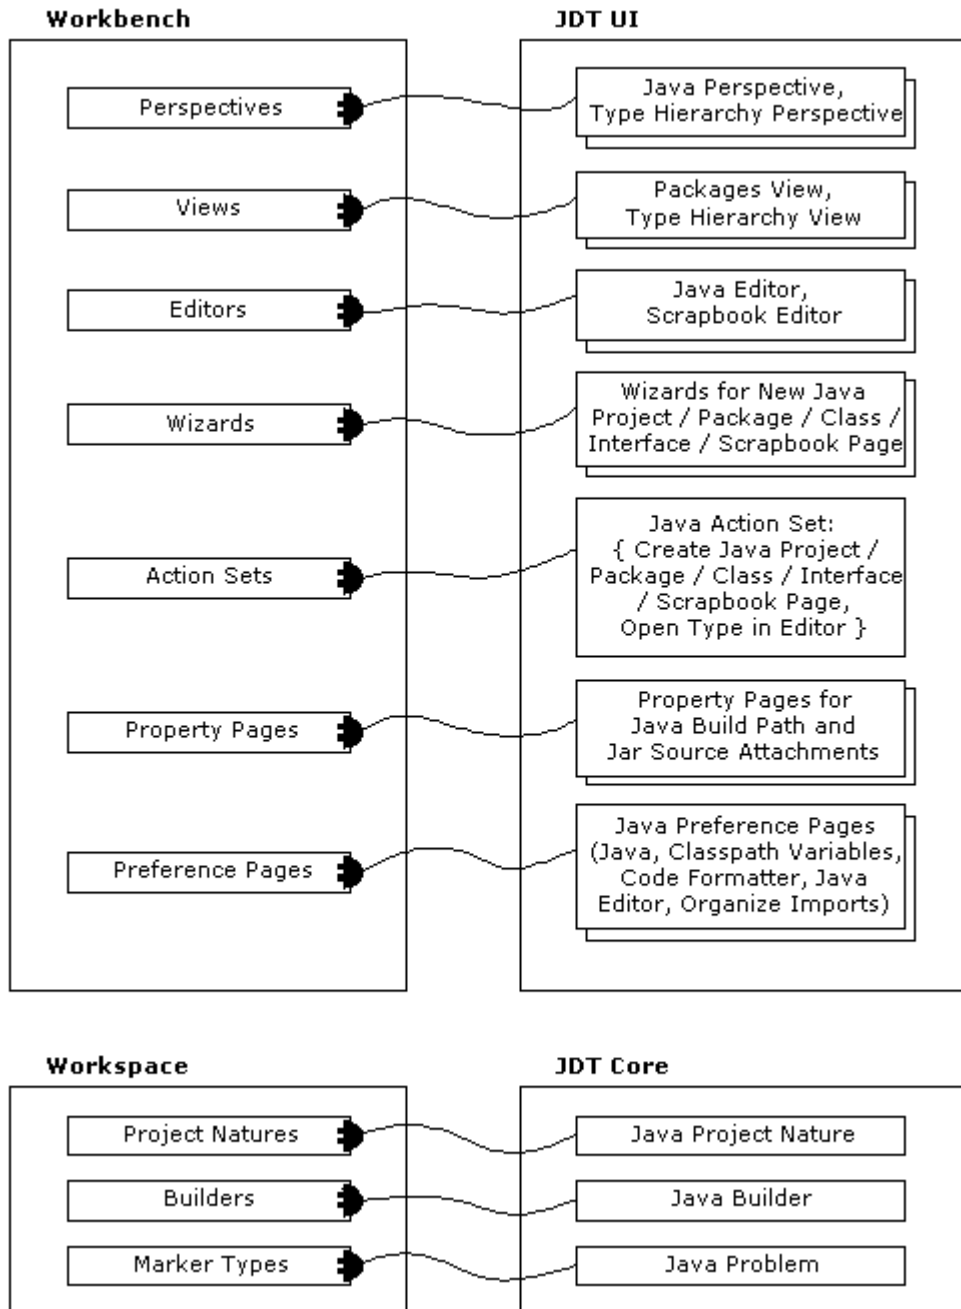 Workbench
JDT UI
Perspectives
Java Perspective,
Type Hierarchy Perspective
Views
Packages View,
Type Hierarchy View
Editors
Java Editor,
Scrapbook Editor
Wizards
Wizards for New Java
Project / Package / Class /
Interface / Scrapbook Page
Action Sets
Java Action Set:
{ Create Java Project /
Package / Class / Interface
/ Scrapbook Page,
Open Type in Editor }
Property Pages
Property Pages for
Java Build Path and
Jar Source Attachments
Preference Pages
Java Preference Pages
(Java, Classpath Variables,
Code Formatter, Java
Editor, Organize Imports)
Workspace
JDT Core
Project Natures
Java Project Nature
Builders
Java Builder
Marker Types
Java Problem